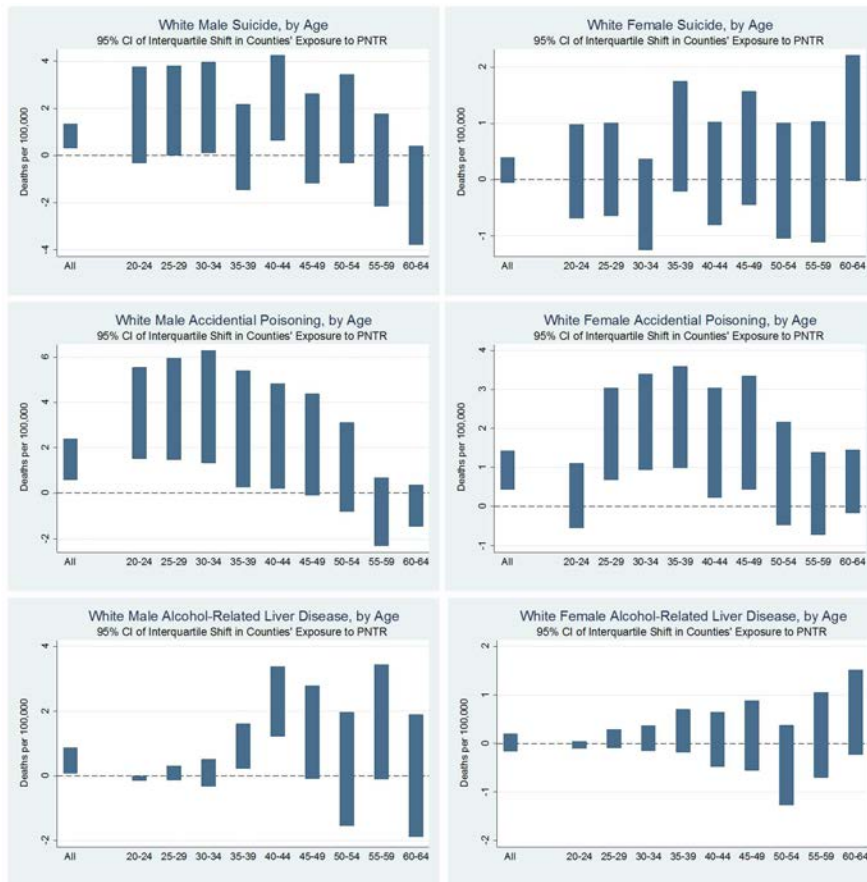 White Male Suicide, by Age
95% CI of Interquartile Shift in Counties' Exposure to PNTR
Deaths per 100,000
4
2
0
-2
-4
All 20-24 25-29 30-34 35-39 40-44 45-49 50-54 55-59 60-64
White Female Suicide, by Age
95% CI of Interquartile Shift in Counties' Exposure to PNTR
Deaths per 100,000
2
1
0
-1
All 20-24 25-29 30-34 35-39 40-44 45-49 50-54 55-59 60-64
White Male Accidential Poisoning, by Age
95% CI of Interquartile Shift in Counties' Exposure to PNTR
Deaths per 100,000
6
4
2
0
-2
All 20-24 25-29 30-34 35-39 40-44 45-49 50-54 55-59 60-64
White Female Accidential Poisoning, by Age
95% CI of Interquartile Shift in Counties' Exposure to PNTR
Deaths per 100,000
4
3
2
1
0
-1
All 20-24 25-29 30-34 35-39 40-44 45-49 50-54 55-59 60-64
White Male Alcohol-Related Liver Disease, by Age
95% CI of Interquartile Shift in Counties' Exposure to PNTR
Deaths per 100,000
4
2
0
-2
All 20-24 25-29 30-34 35-39 40-44 45-49 50-54 55-59 60-64
White Female Alcohol-Related Liver Disease, by Age
95% CI of Interquartile Shift in Counties' Exposure to PNTR
Deaths per 100,000
2
1
0
-1
-2
All 20-24 25-29 30-34 35-39 40-44 45-49 50-54 55-59 60-64